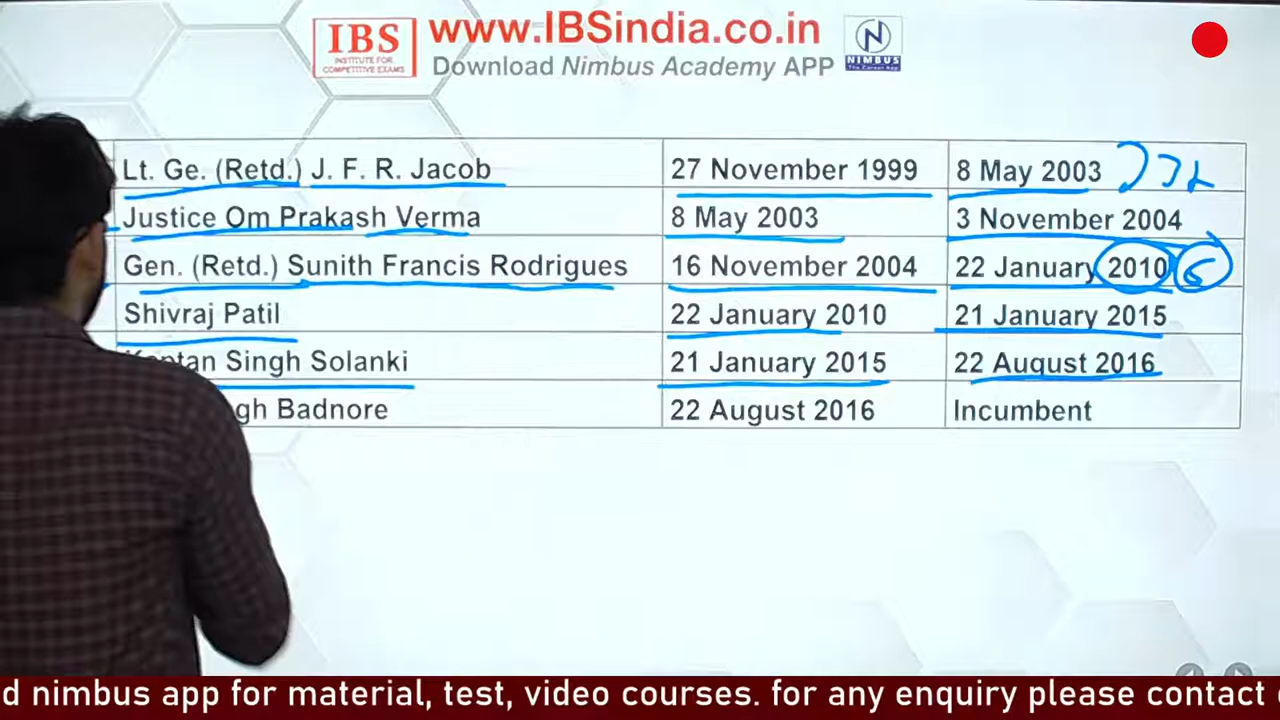 IBS
INSTITUTE FOR
COMPETITIVE EXAMS
www.IBSindia.co.in
Download Nimbus Academy APP
N
NIMBUS
The Career App
Lt. Ge. (Retd.) J. F. R. Jacob 27 November 1999 8 May 2003
Justice Om Prakash Verma 8 May 2003 3 November 2004
Gen. (Retd.) Sunith Francis Rodrigues 16 November 2004 22 January 2010
Shivraj Patil 22 January 2010 21 January 2015
Singh Solanki 21 January 2015 22 August 2016
Badnore 22 August 2016 Incumbent
nimbus app for material, test, video courses. for any enquiry please contact